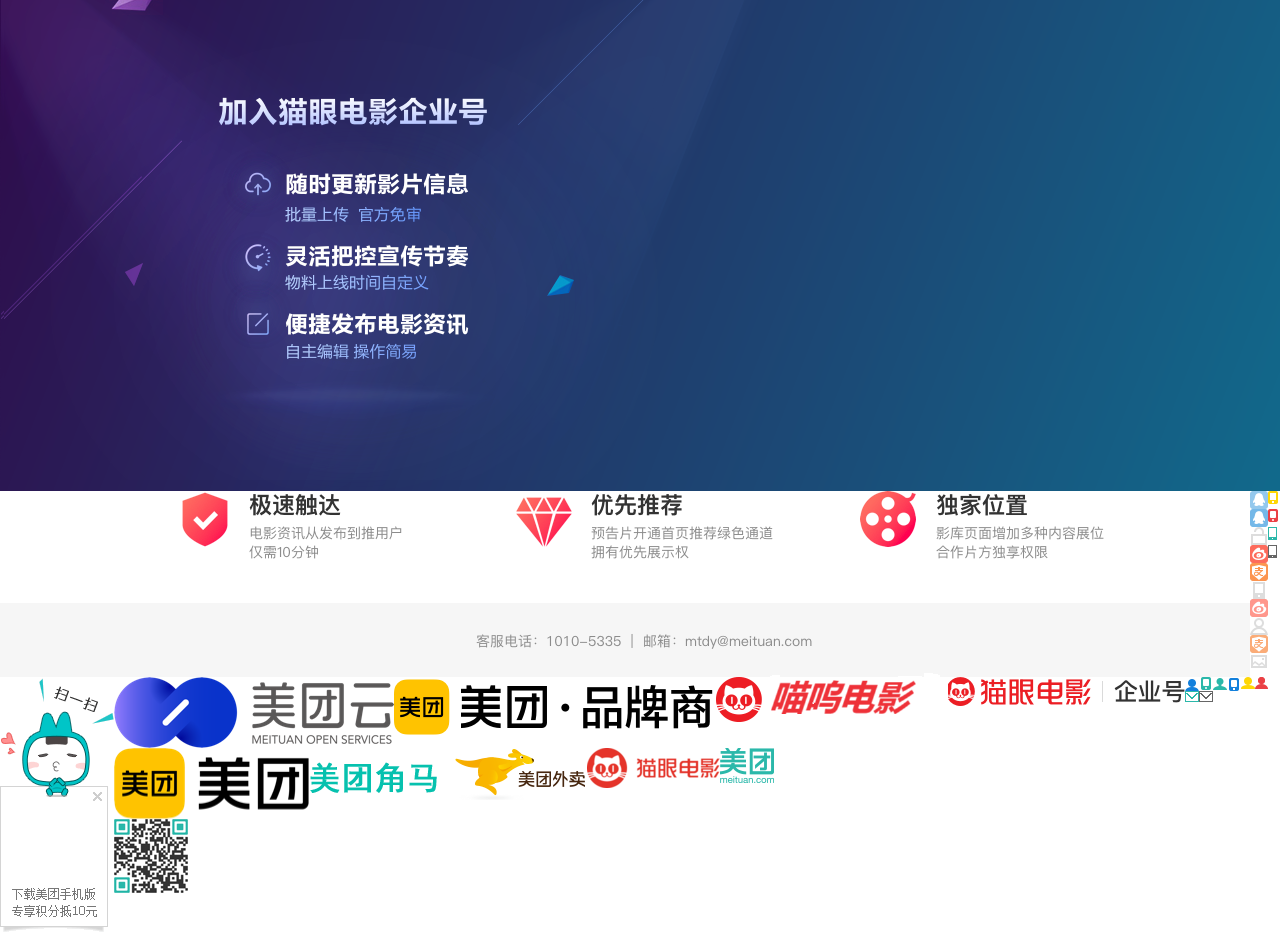 加入猫眼电影企业号
随时更新影片信息
批量上传 官方免审
灵活把控宣传节奏
物料上线时间自定义
便捷发布电影资讯
自主编辑 操作简易
极速触达
电影资讯从发布到推用户
仅需10分钟
优先推荐
预告片开通首页推荐绿色通道
拥有优先展示权
独家位置
影库页面增加多种内容展位
合作片方独享权限
客服电话：1010-5335 | 邮箱：mtdy@meituan.com
扫一扫
美团云
MEITUAN OPEN SERVICES
美团
美团·品牌商
喵呜电影
猫眼电影 | 企业号
美团
美团
美团角马
美团外卖
猫眼电影
美团
meituan.com
下载美团手机版
专享积分抵10元